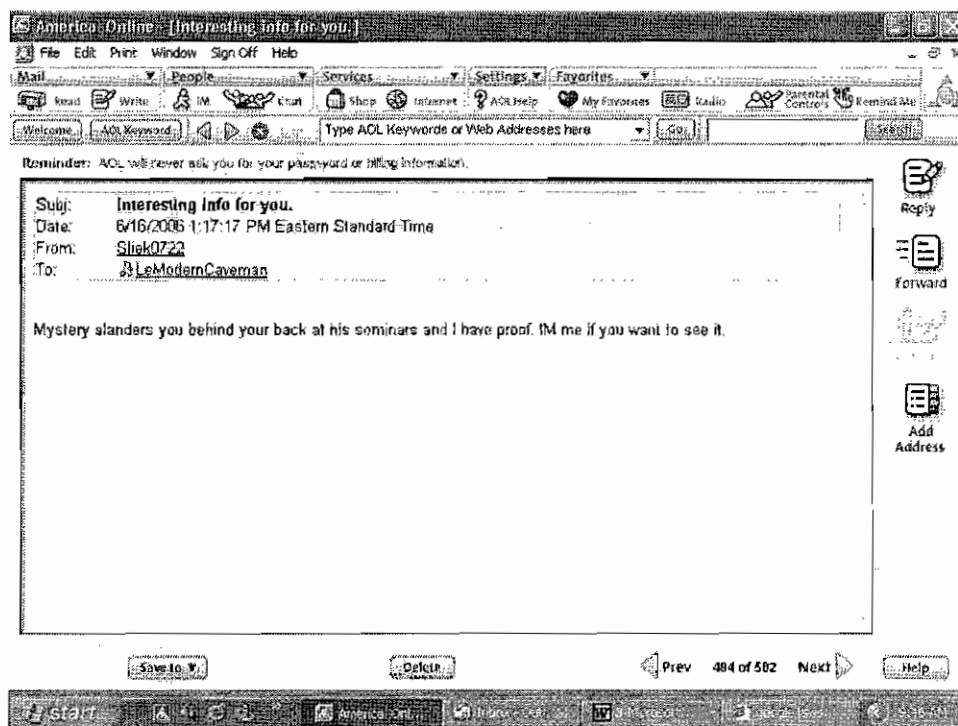 America Online - [Interesting info for you.]
File Edit Print Window Sign Off Help
Mail People Services Settings Favorites
Read Write IM Chat Shop Internet AOL Help My Favorites Radio Parental Controls Remind Me
Welcome AOL Keyword Type AOL Keywords or Web Addresses here Go Search
Reminder: AOL will never ask you for your password or billing information.
Subj: Interesting info for you.
Date: 6/16/2006 1:17:17 PM Eastern Standard Time
From: Sliek0722
To: LeModernCaveman
Reply
Forward
Mystery slanders you behind your back at his seminars and I have proof. IM me if you want to see it.
Add
Address
Save to Delete Prev 484 of 502 Next Help
start America Onl...